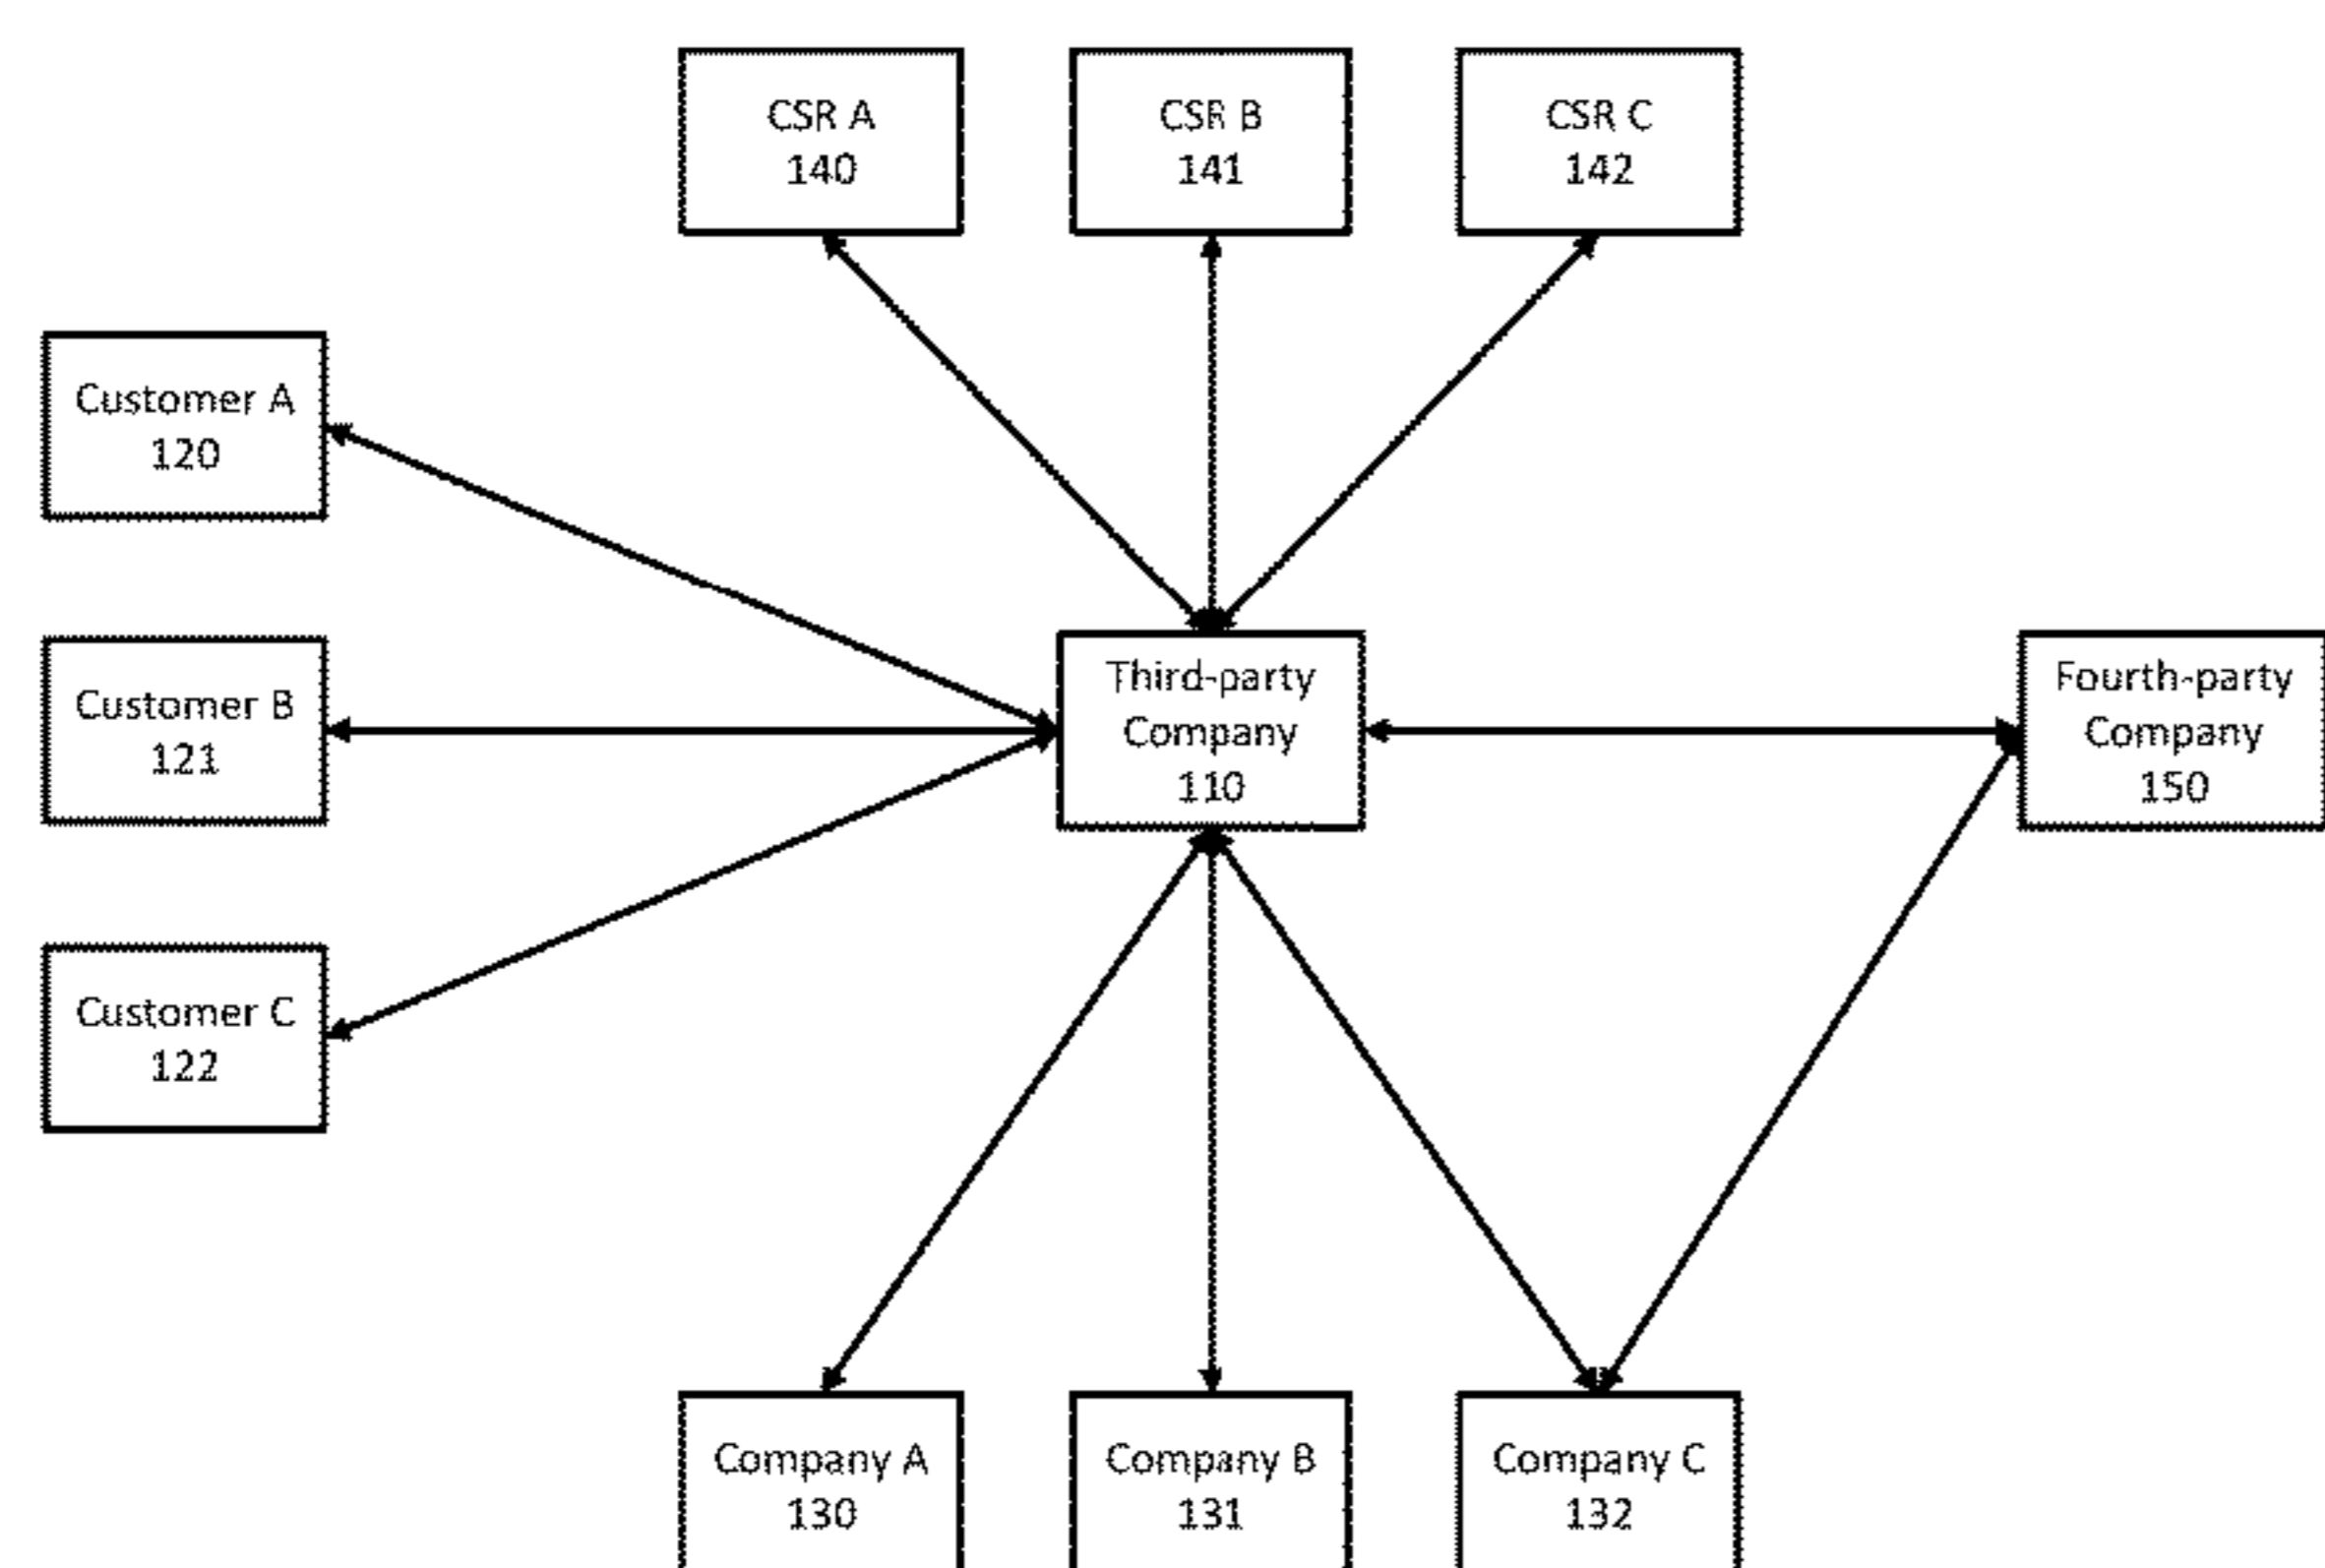 CSR A
140
CSR B
141
CSR C
142
Customer A
120
Customer B
121
Customer C
122
Third-party
Company
110
Fourth-party
Company
150
Company A
130
Company B
131
Company C
132